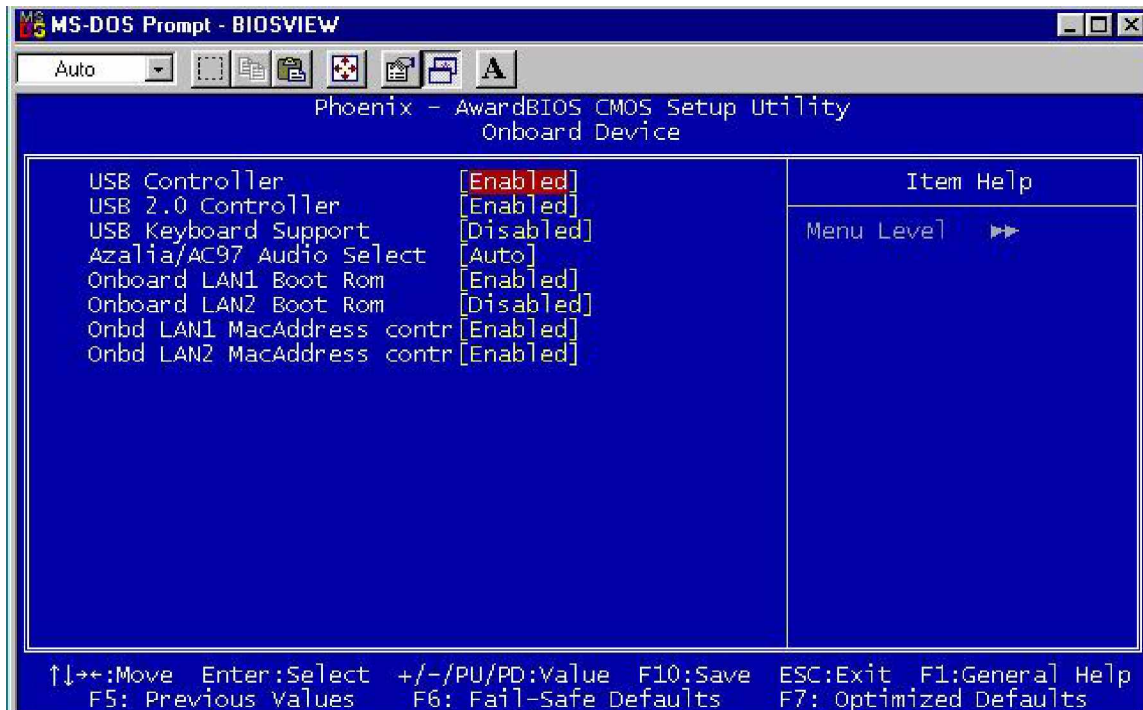 MS-DOS Prompt - BIOSVIEW
Auto
A
Phoenix - AwardBIOS CMOS Setup Utility
Onboard Device
USB Controller [Enabled]
USB 2.0 Controller [Enabled]
USB Keyboard Support [Disabled]
Azalia/AC97 Audio Select [Auto]
Onboard LAN1 Boot Rom [Enabled]
Onboard LAN2 Boot Rom [Disabled]
Onbd LAN1 MacAddress contr[Enabled]
Onbd LAN2 MacAddress contr[Enabled]
Item Help
Menu Level ►►
↑↓→←:Move Enter:Select +/-/PU/PD:Value F10:Save ESC:Exit F1:General Help
F5: Previous Values F6: Fail-Safe Defaults F7: Optimized Defaults